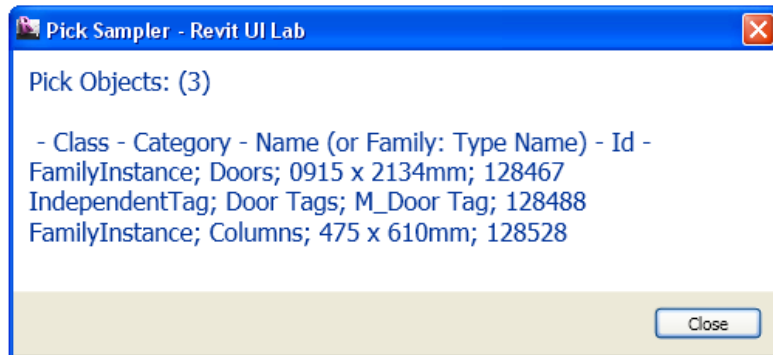 Pick Sampler - Revit UI Lab
Pick Objects: (3)
- Class - Category - Name (or Family: Type Name) - Id -
FamilyInstance; Doors; 0915 x 2134mm; 128467
IndependentTag; Door Tags; M_Door Tag; 128488
FamilyInstance; Columns; 475 x 610mm; 128528
Close